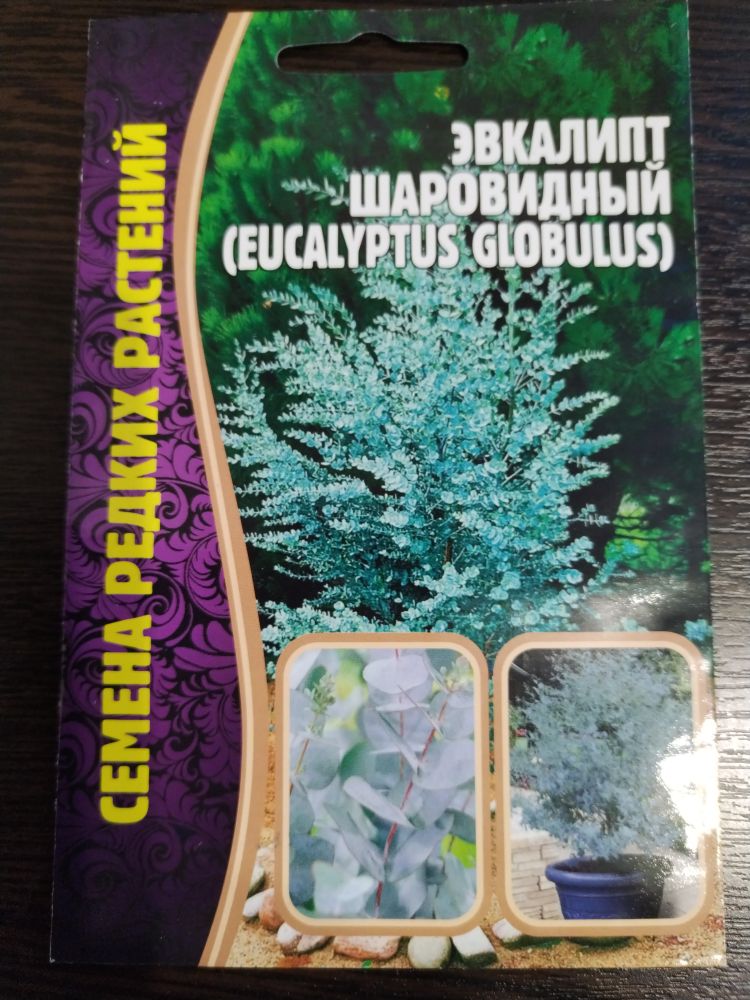 СЕМЕНА РЕДКИХ РАСТЕНИЙ
ЭВКАЛИПТ
ШАРОВИДНЫЙ
(EUCALYPTUS GLOBULUS)